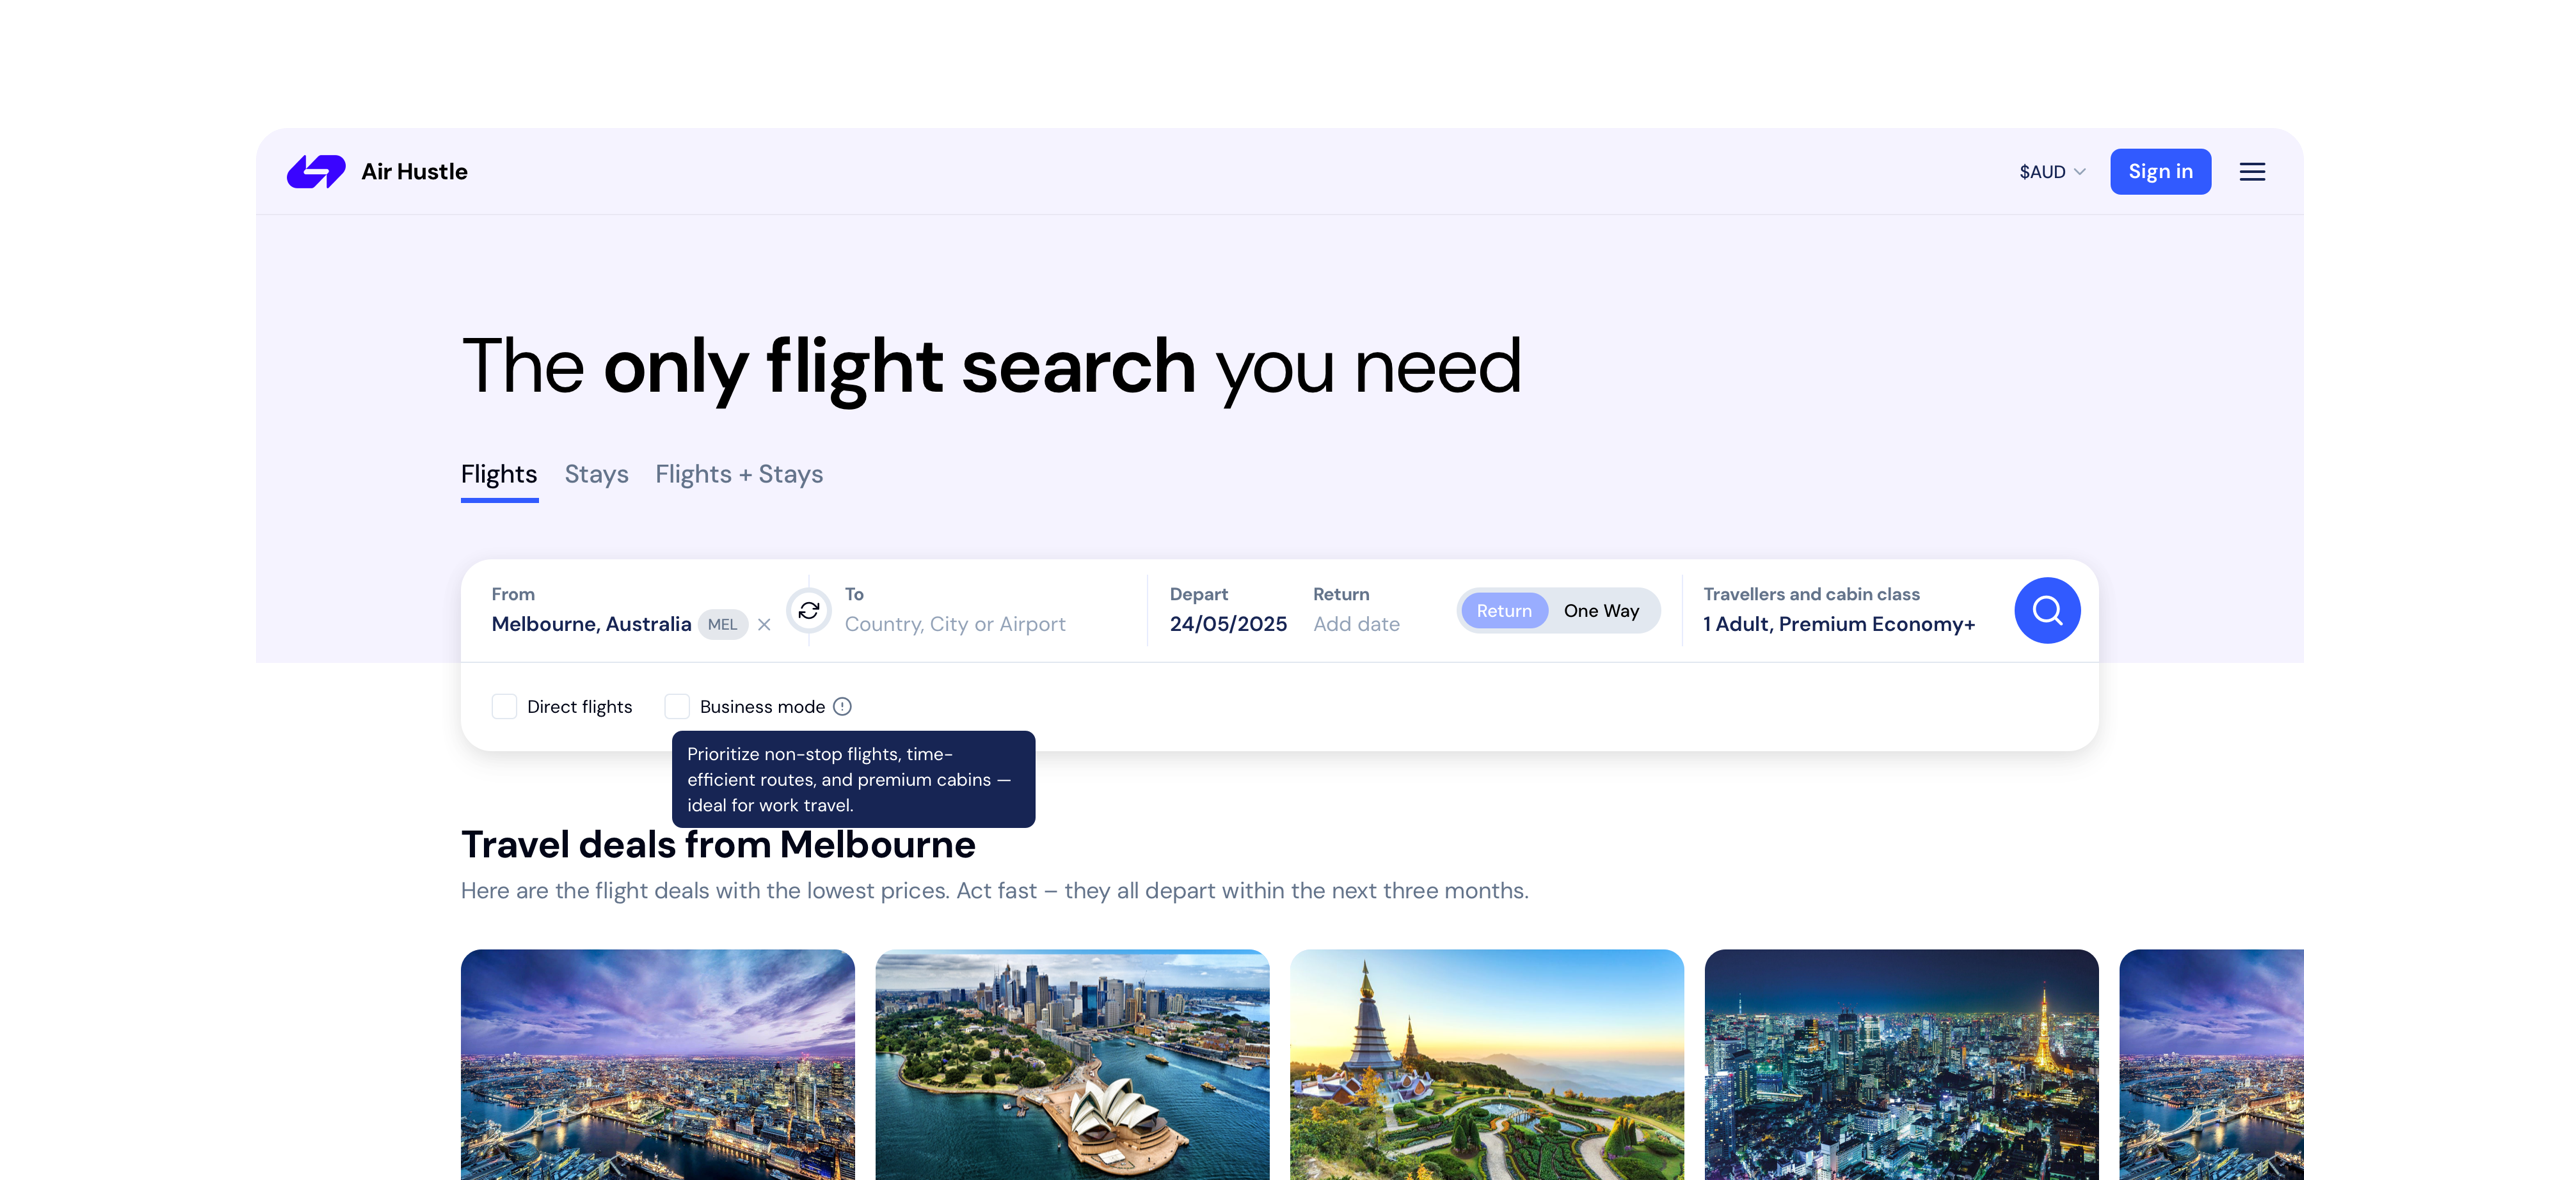 Air Hustle
$AUD
Sign in
The only flight search you need
Flights
Stays
Flights + Stays
From
Melbourne, Australia
MEL
To
Country, City or Airport
Depart
24/05/2025
Return
Add date
Return
One Way
Travellers and cabin class
1 Adult, Premium Economy+
Direct flights
Business mode
Prioritize non-stop flights, time-
efficient routes, and premium cabins —
ideal for work travel.
Travel deals from Melbourne
Here are the flight deals with the lowest prices. Act fast – they all depart within the next three months.